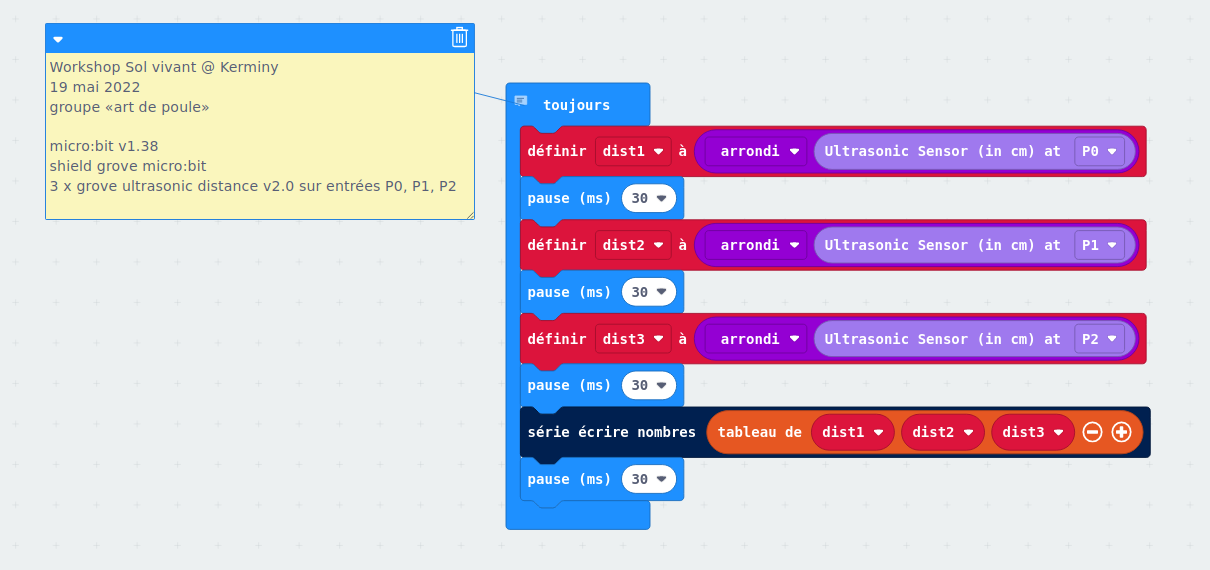 Workshop Sol vivant @ Kerminy
19 mai 2022
groupe «art de poule»
micro:bit v1.38
shield grove micro:bit
3 x grove ultrasonic distance v2.0 sur entrées P0, P1, P2
toujours
définir dist1 à arrondi Ultrasonic Sensor (in cm) at P0
pause (ms) 30
définir dist2 à arrondi Ultrasonic Sensor (in cm) at P1
pause (ms) 30
définir dist3 à arrondi Ultrasonic Sensor (in cm) at P2
pause (ms) 30
série écrire nombres tableau de dist1 dist2 dist3
pause (ms) 30